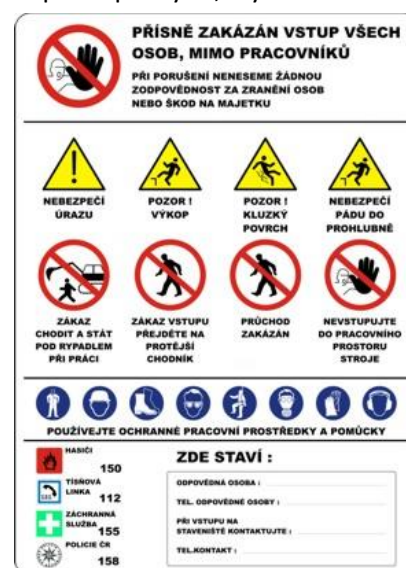 PŘÍSNĚ ZAKÁZÁN VSTUP VŠECH
OSOB, MIMO PRACOVNÍKŮ
PŘI PORUŠENÍ NENESEME ŽÁDNOU
ZODPOVĚDNOST ZA ZRANĚNÍ OSOB
NEBO ŠKOD NA MAJETKU
NEBEZPEČÍ
ÚRAZU
POZOR !
VÝKOP
POZOR !
KLUZKÝ
POVRCH
NEBEZPEČÍ
PÁDU DO
PROHLUBNĚ
ZÁKAZ
CHODIT A STÁT
POD RYPADLEM
PŘI PRÁCI
ZÁKAZ VSTUPU
PŘEJDĚTE NA
PROTĚJŠÍ
CHODNÍK
PRŮCHOD
ZAKÁZÁN
NEVSTUPUJTE
DO PRACOVNÍHO
PROSTORU
STROJE
POUŽÍVEJTE OCHRANNÉ PRACOVNÍ PROSTŘEDKY A POMŮCKY
HASIČI
150
TÍSŇOVÁ
LINKA
112
ZÁCHRANNÁ
SLUŽBA
155
POLICIE ČR
158
ZDE STAVÍ :
ODPOVĚDNÁ OSOBA :
TEL. ODPOVĚDNÉ OSOBY :
PŘI VSTUPU NA
STAVENIŠTĚ KONTAKTUJTE :
TEL.KONTAKT :